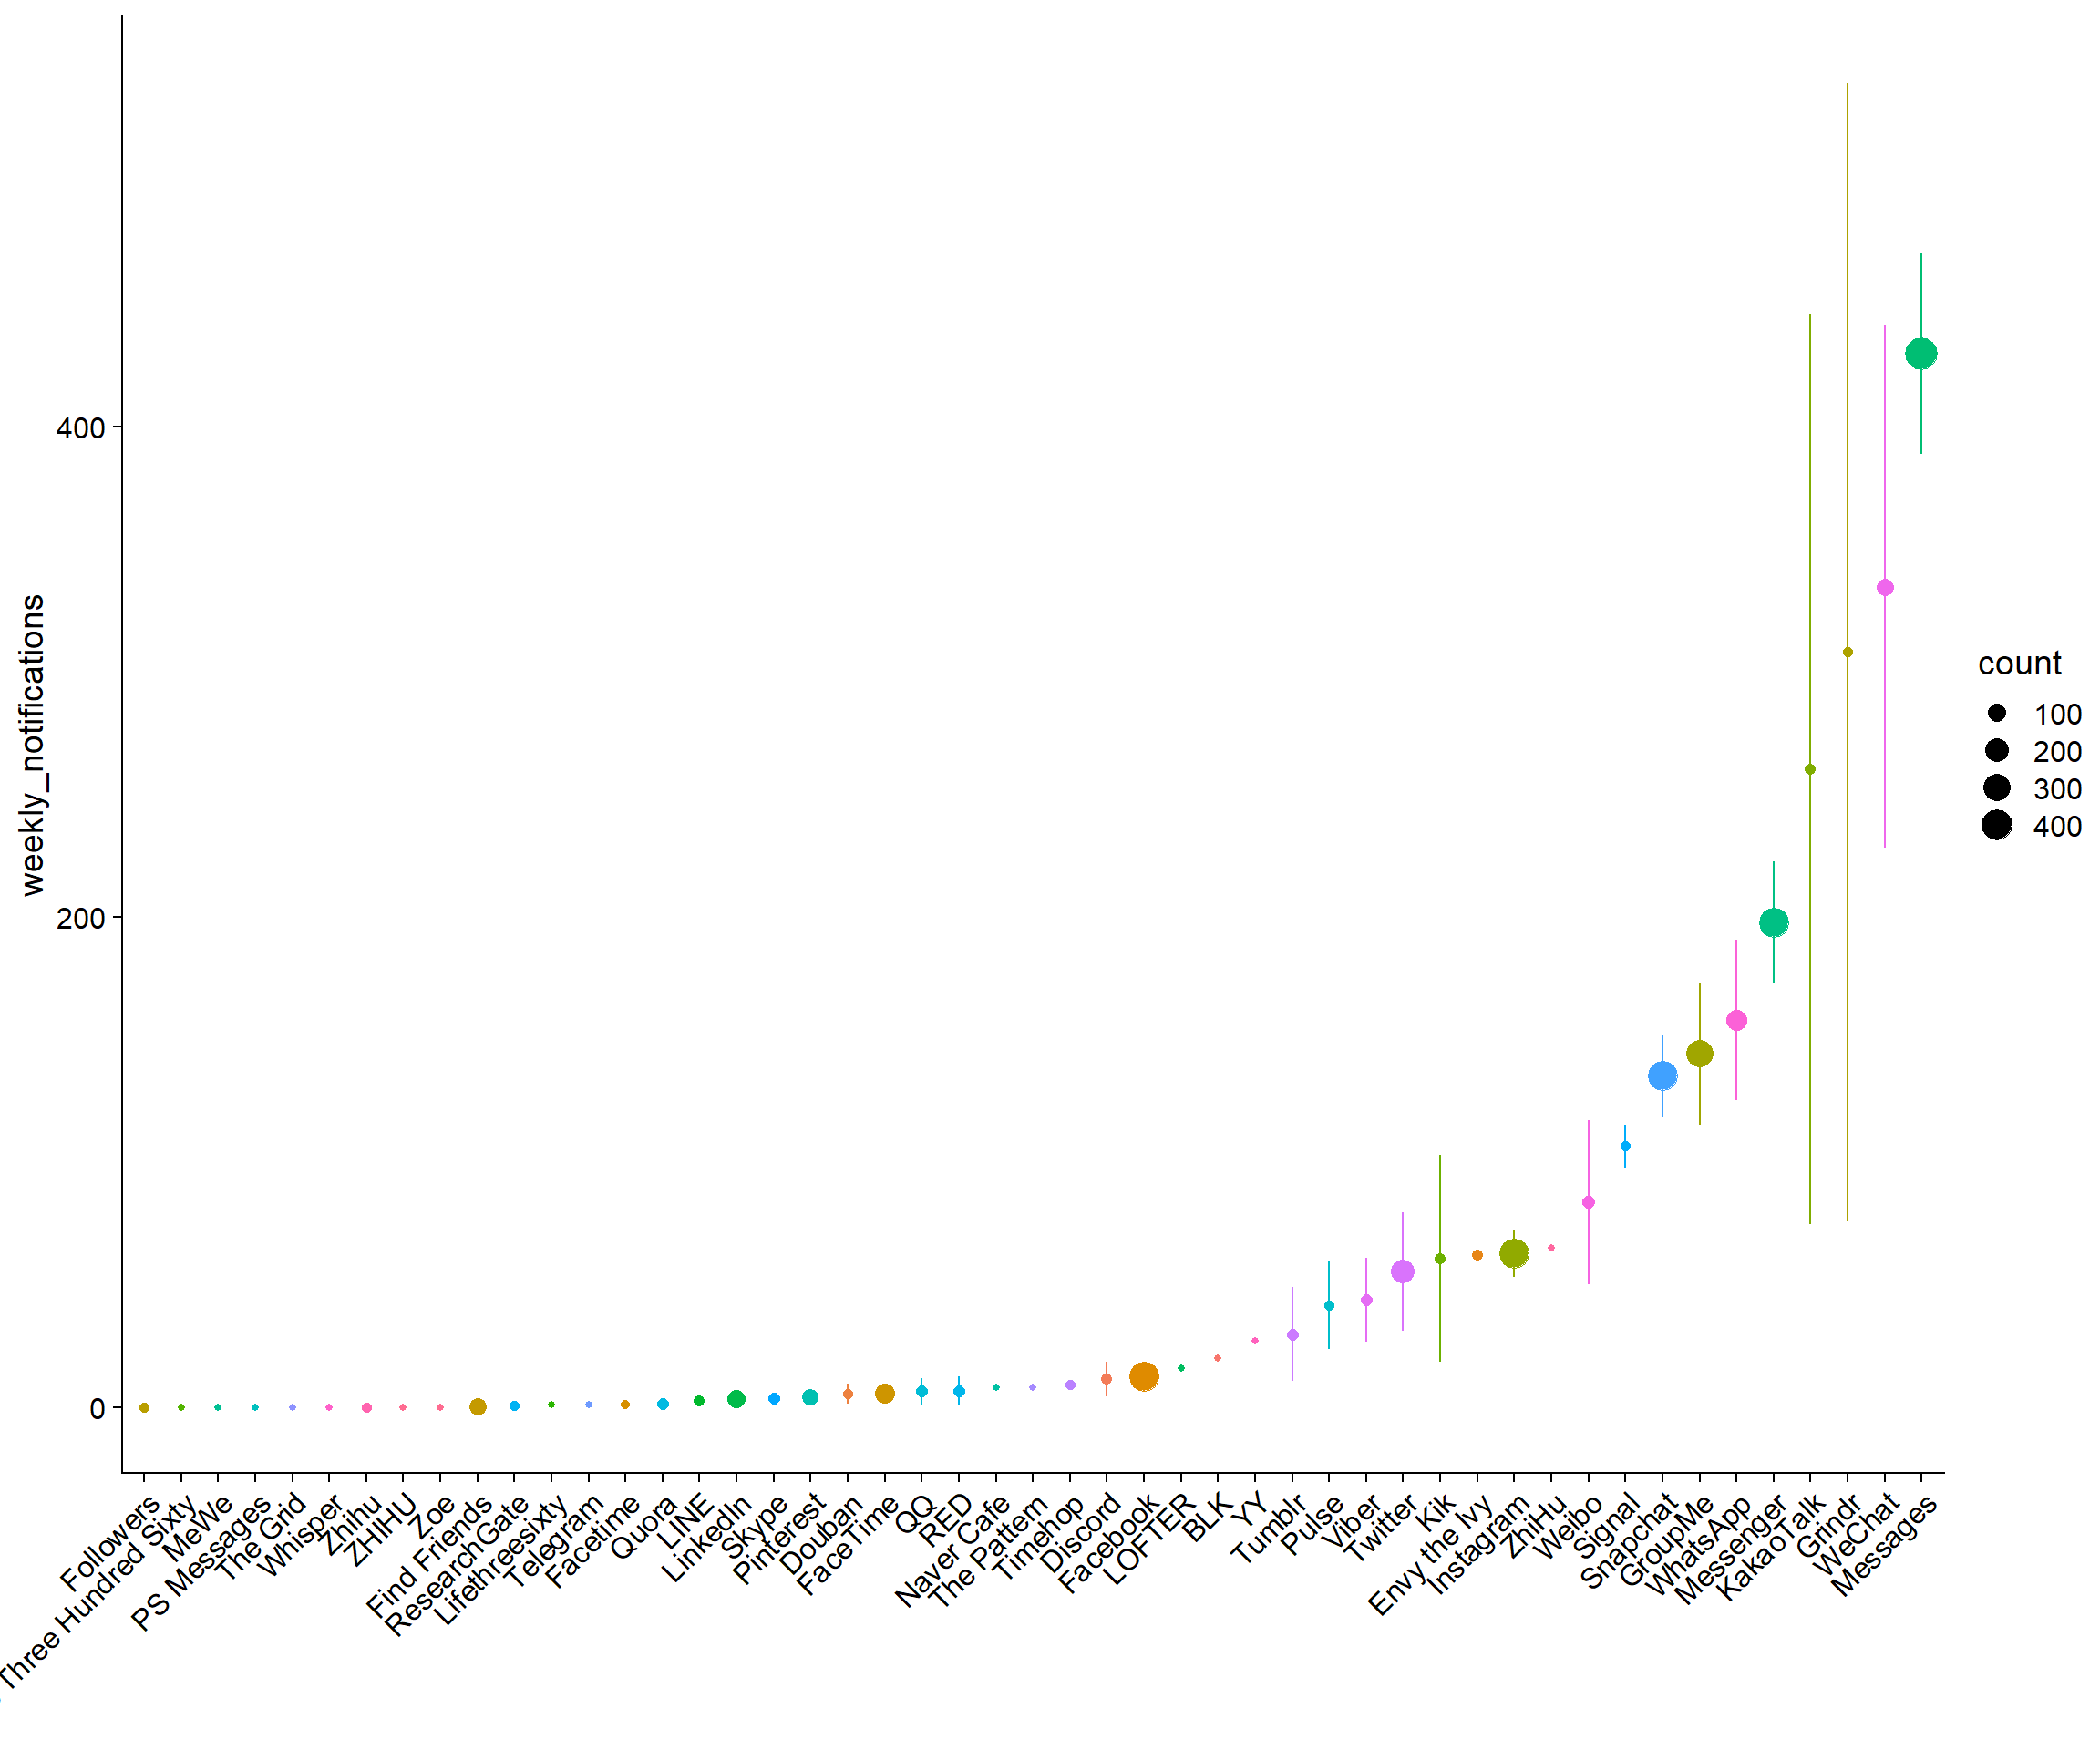 weekly_notifications
400
200
0
Followers
Three Hundred Sixty
MeWe
PS Messages
The Grid
Whisper
Zhihu
ZHIHU
Zoe
Find Friends
ResearchGate
Lifethreesixty
Telegram
Facetime
Quora
LINE
LinkedIn
Skype
Pinterest
Douban
FaceTime
QQ
RED
Naver Cafe
The Pattern
Timehop
Discord
Facebook
LOFTER
BLK
YY
Tumblr
Pulse
Viber
Twitter
Kik
Envy the Ivy
Instagram
ZhiHu
Weibo
Signal
Snapchat
GroupMe
WhatsApp
Messenger
KakaoTalk
Grindr
WeChat
Messages
count
100
200
300
400